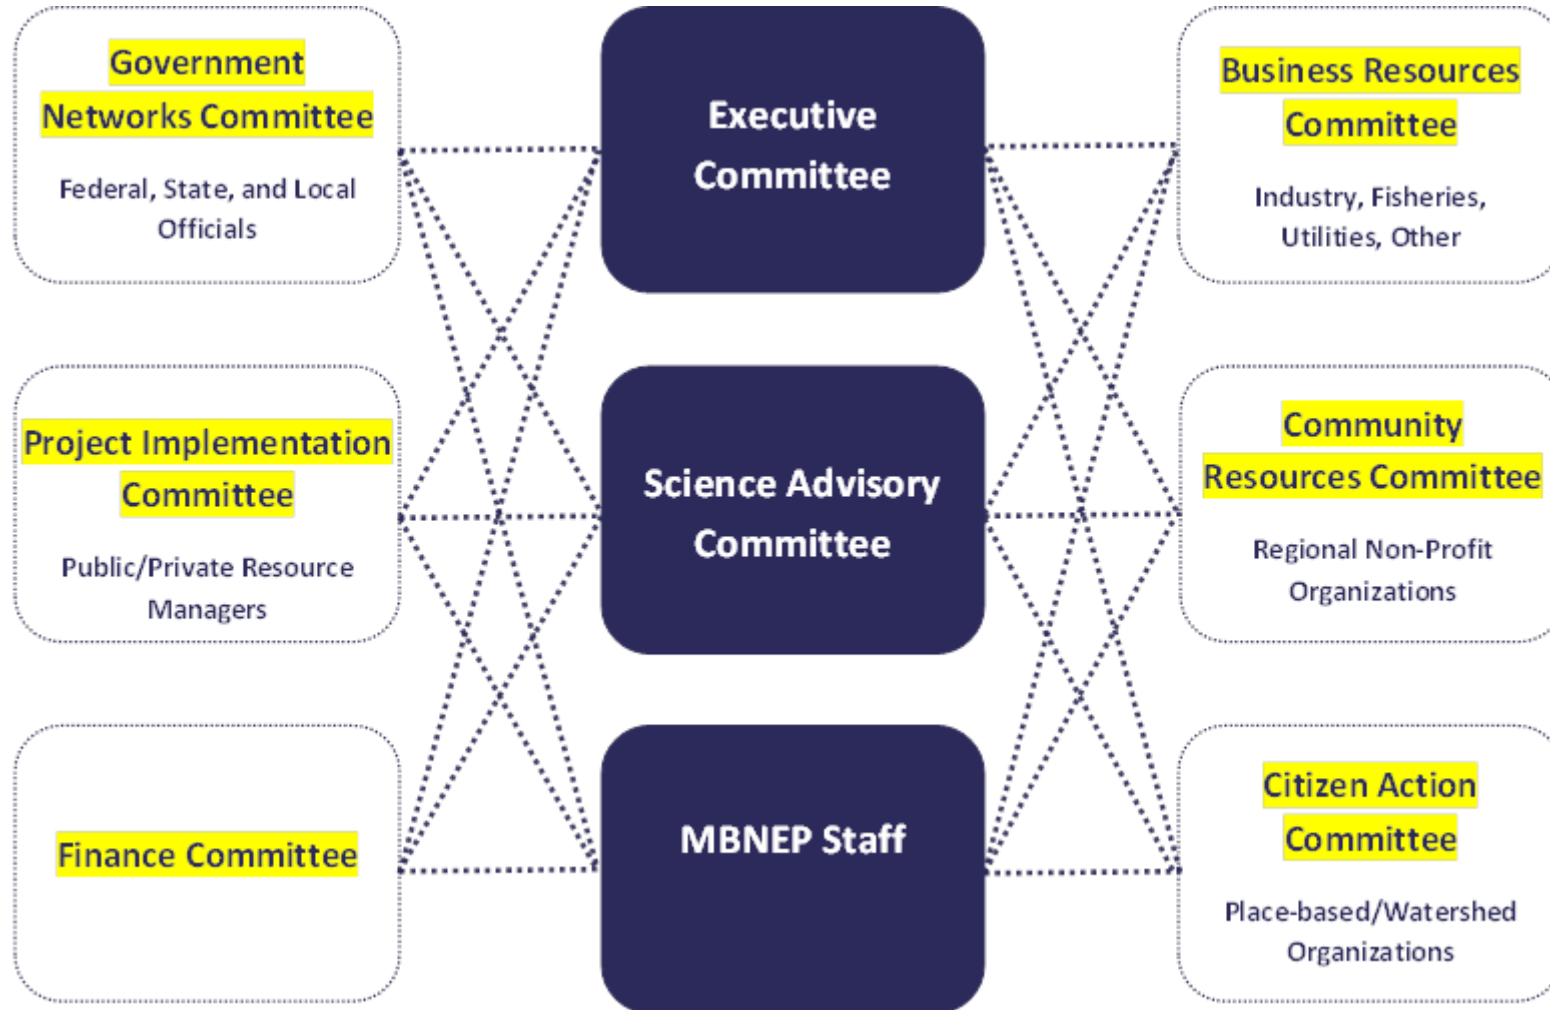 Government
Networks Committee
Federal, State, and Local
Officials
Executive
Committee
Business Resources
Committee
Industry, Fisheries,
Utilities, Other
Project Implementation
Committee
Public/Private Resource
Managers
Science Advisory
Committee
Community
Resources Committee
Regional Non-Profit
Organizations
Finance Committee
MBNEP Staff
Citizen Action
Committee
Place-based/Watershed
Organizations